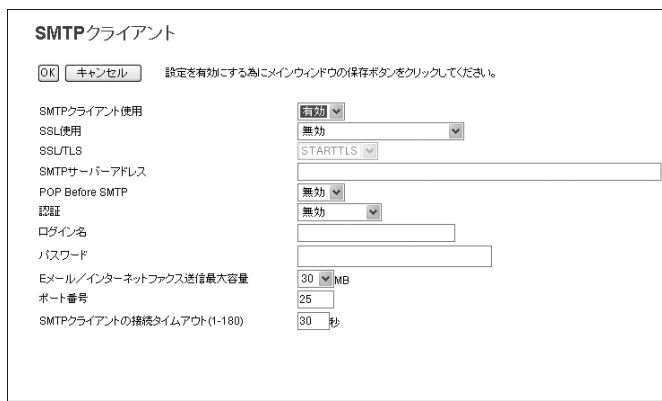 SMTPクライアント
OK キャンセル 設定を有効にする為にメインウィンドウの保存ボタンをクリックしてください。
SMTPクライアント使用 有効
SSL使用 無効
SSL/TLS STARTTLS
SMTPサーバーアドレス
POP Before SMTP 無効
認証 無効
ログイン名
パスワード
Eメール／インターネットファクス送信最大容量 30 MB
ポート番号 25
SMTPクライアントの接続タイムアウト(1-180) 30 秒